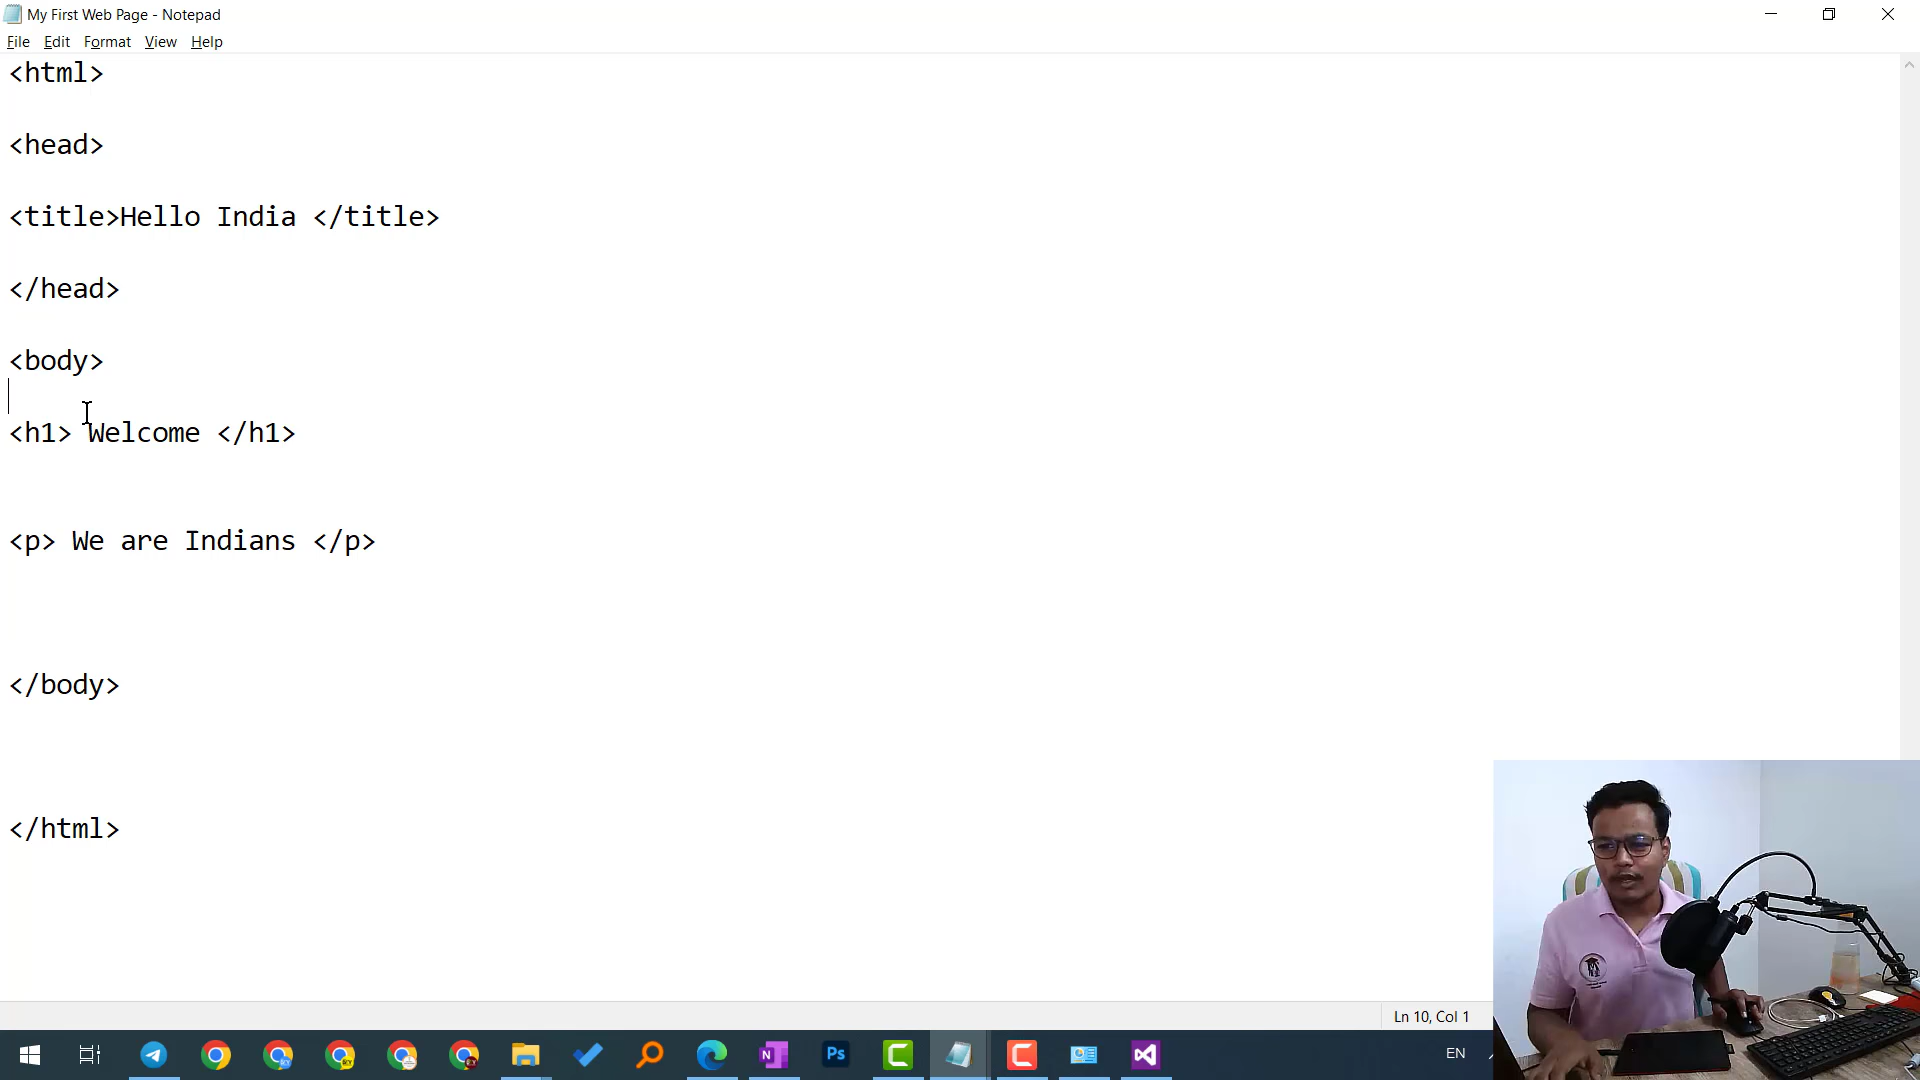 My First Web Page - Notepad
File Edit Format View Help
<html>
<head>
<title>Hello India </title>
</head>
<body>
<h1> Welcome </h1>
<p> We are Indians </p>
</body>
</html>
Ln 10, Col 1
N Ps C C EN